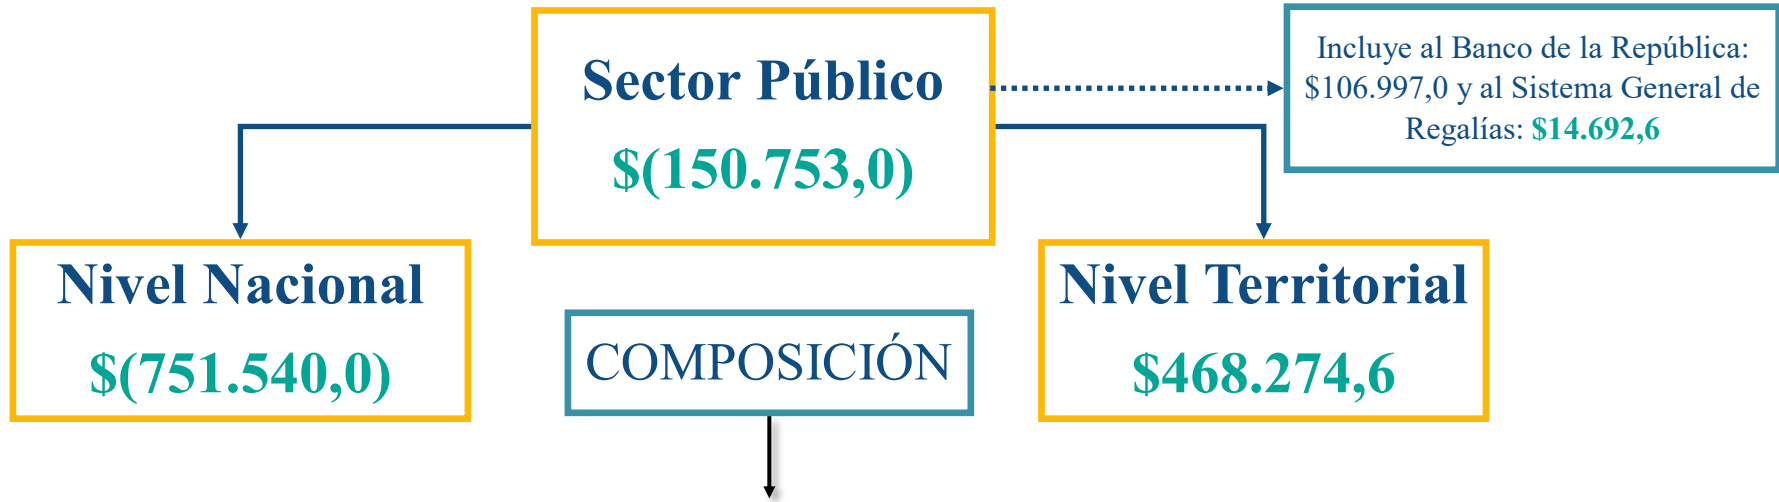 Sector Público
$(150.753,0)
Incluye al Banco de la República:
$106.997,0 y al Sistema General de
Regalías: $14.692,6
Nivel Nacional
$(751.540,0)
COMPOSICIÓN
Nivel Territorial
$468.274,6